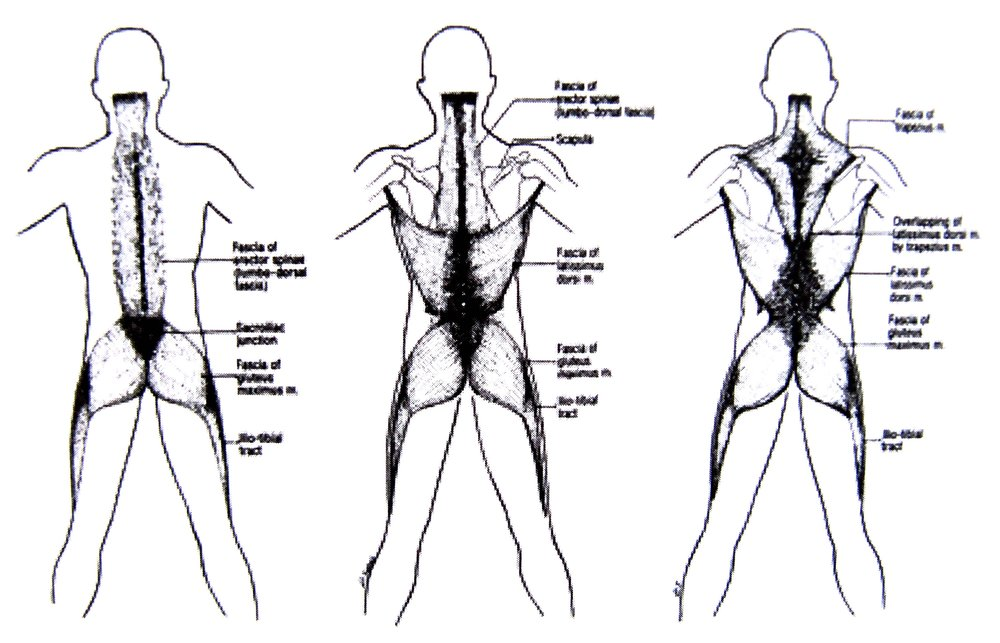 Fascia of
erector spinae
(lumbo-dorsal
fascia)
Sacroiliac
junction
Fascia of
gluteus
maximus m.
Ilio-tibial
tract
Fascia of
erector spinae
(lumbo-dorsal fascia)
Scapula
Fascia of
latissimus
dorsi m.
Fascia of
gluteus
maximus m.
Ilio-tibial
tract
Fascia of
trapezius m.
Overlapping of
latissimus dorsi m.
by trapezius m.
Fascia of
latissimus
dorsi m.
Fascia of
gluteus
maximus m.
Ilio-tibial
tract